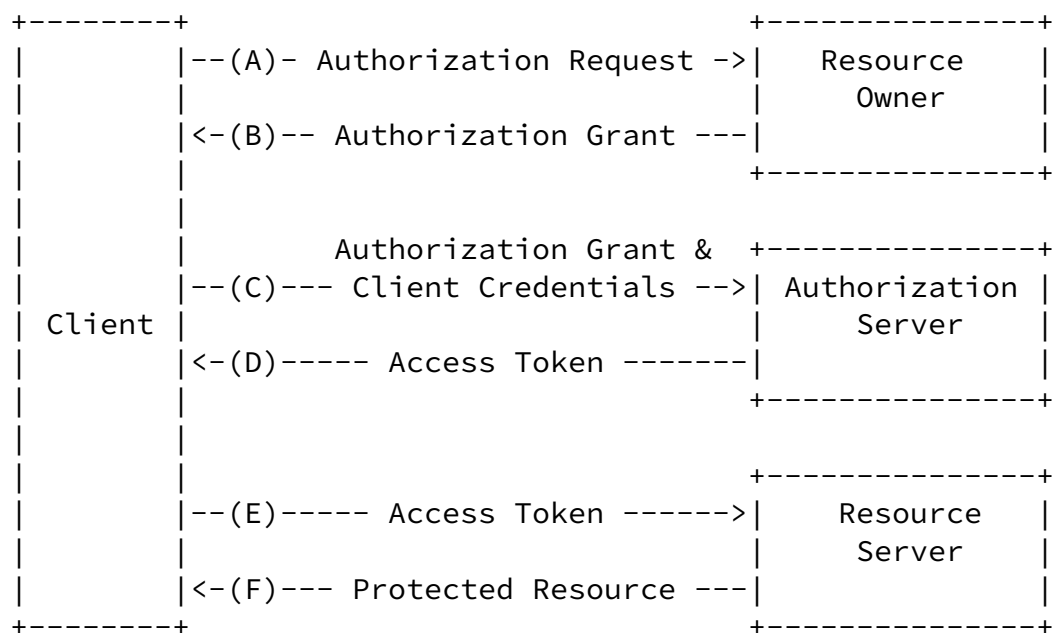 +--------+                               +---------------+
|        |--(A)- Authorization Request ->|   Resource    |
|        |                               |     Owner     |
|        |<-(B)-- Authorization Grant ---|               |
|        |                               +---------------+
|        |
|        |        Authorization Grant &  +---------------+
|        |--(C)--- Client Credentials -->| Authorization |
| Client |                               |     Server    |
|        |<-(D)----- Access Token -------|               |
|        |                               +---------------+
|        |
|        |                               +---------------+
|        |--(E)----- Access Token ------>|    Resource   |
|        |                               |     Server    |
|        |<-(F)--- Protected Resource ---|               |
+--------+                               +---------------+